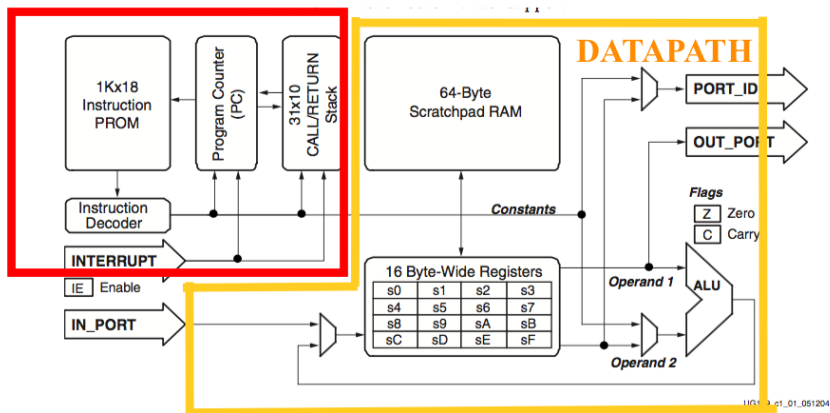 DATAPATH
1Kx18
Instruction
PROM
Program Counter
(PC)
31x10
CALL/RETURN
Stack
64-Byte
Scratchpad RAM
PORT_ID
OUT_PORT
Instruction
Decoder
Constants
Flags
Z Zero
C Carry
INTERRUPT
IE Enable
16 Byte-Wide Registers
s0 s1 s2 s3
s4 s5 s6 s7
s8 s9 sA sB
sC sD sE sF
Operand 1
ALU
IN_PORT
Operand 2